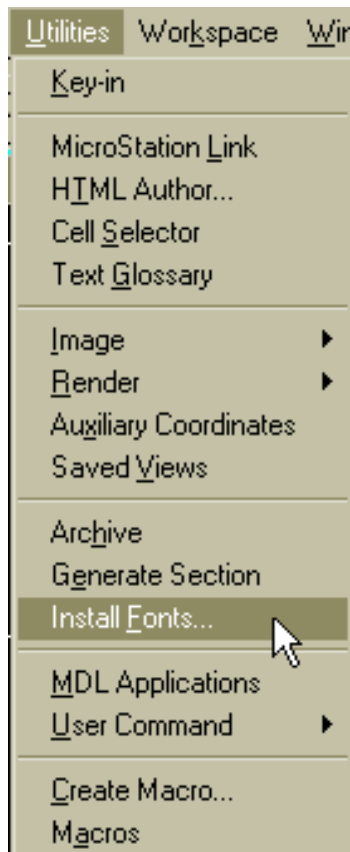 Utilities Workspace
Key-in
MicroStation Link
HTML Author...
Cell Selector
Text Glossary
Image
Render
Auxiliary Coordinates
Saved Views
Archive
Generate Section
Install Fonts...
MDL Applications
User Command
Create Macro...
Macros